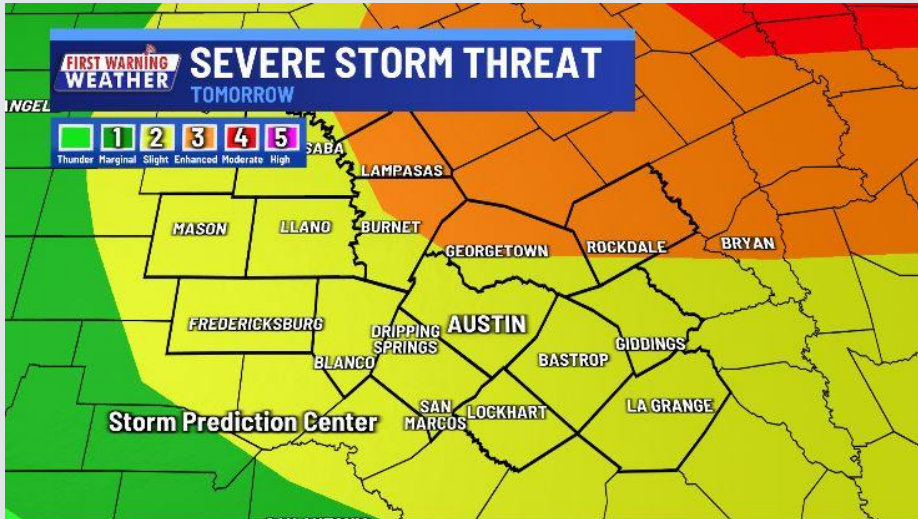 FIRST WARNING
WEATHER
SEVERE STORM THREAT
TOMORROW
ANGEL
1 2 3 4 5
Thunder Marginal Slight Enhanced Moderate High
SABA
LAMPASAS
MASON
LLANO
BURNET
GEORGETOWN
ROCKDALE
BRYAN
FREDERICKSBURG
BLANCO
DRIPPING
SPRINGS
AUSTIN
BASTROP
GIDDINGS
Storm Prediction Center
SAN
MARCOS
LOCKHART
LA GRANGE